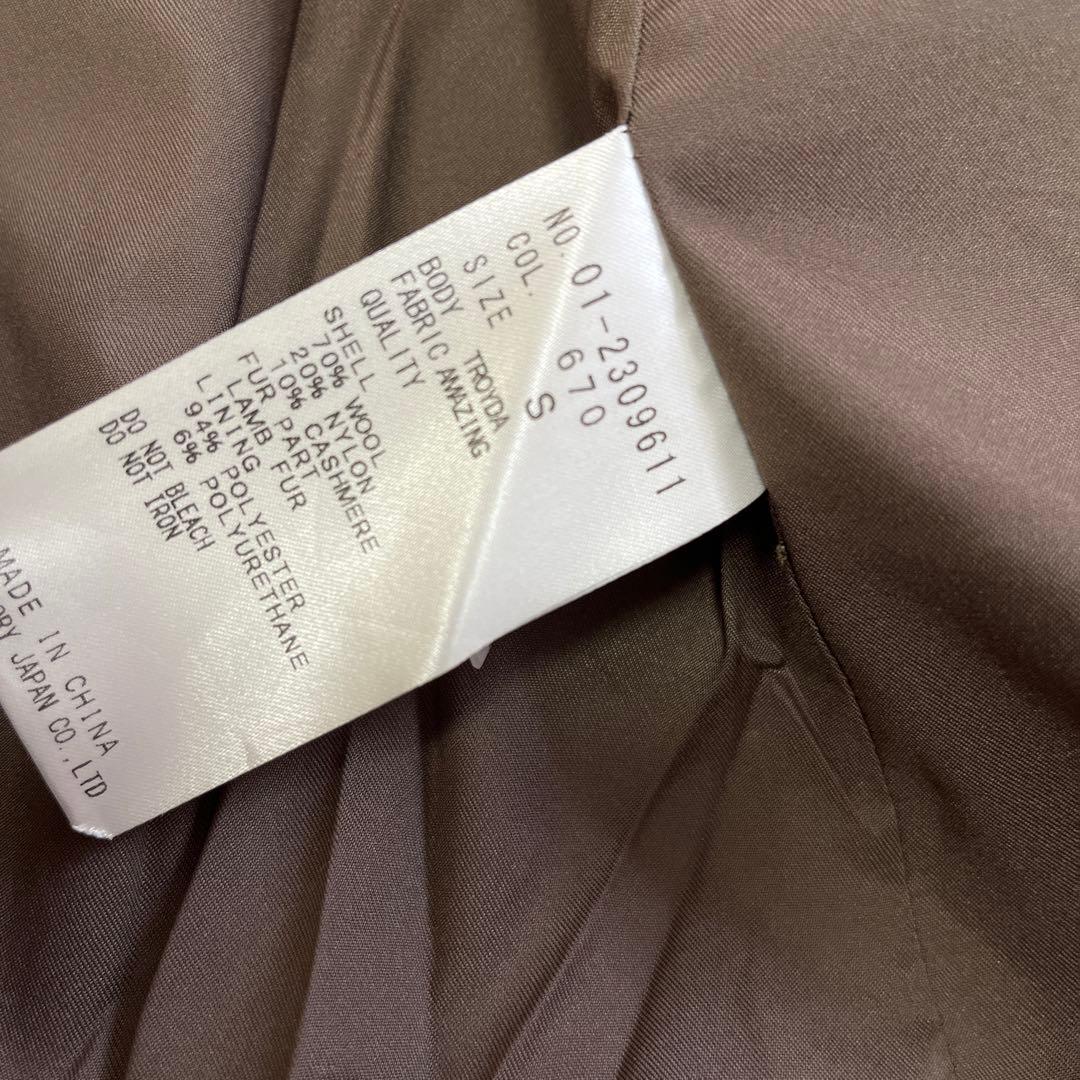 NO. 01-2309611
COL. 670
SIZE S
BODY TROYDA
FABRIC AMAZING
QUALITY
SHELL WOOL
70% NYLON
20% CASHMERE
10% PART
FUR LAMB FUR
LINING POLYESTER
94% POLYURETHANE
6%
DO NOT BLEACH
DO NOT IRON
MADE IN CHINA
JAPAN CO.,LTD